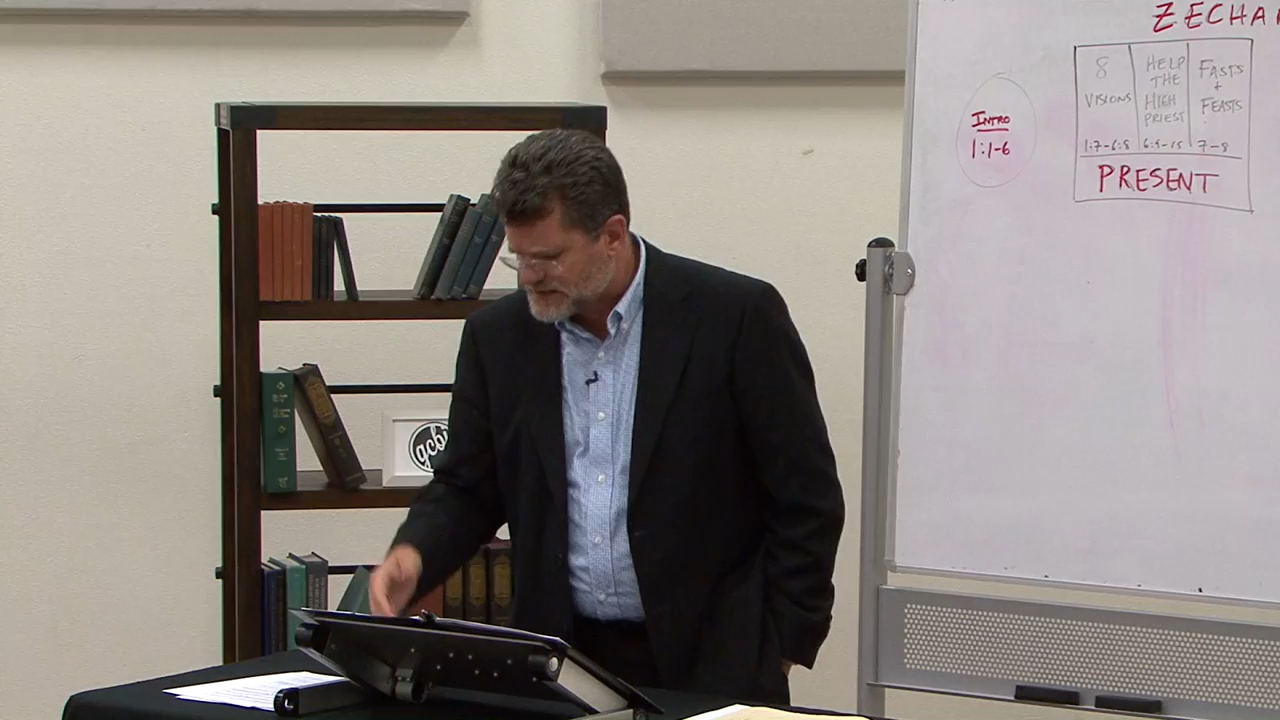 ZECHA
Intro
1:1-6
8
VISIONS
1:7-6:8
HELP
THE
HIGH
PRIEST
6:9-15
FASTS
+
FEASTS
7-8
PRESENT
gcbi